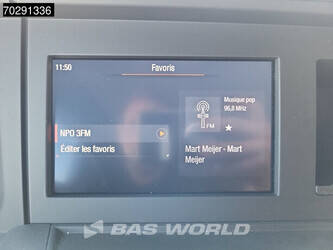 70291336
11:50
Favoris
Musique pop
96,8 MHz
FM
NPO 3FM
Éditer les favoris
Mart Meijer - Mart
Meijer
BAS WORLD